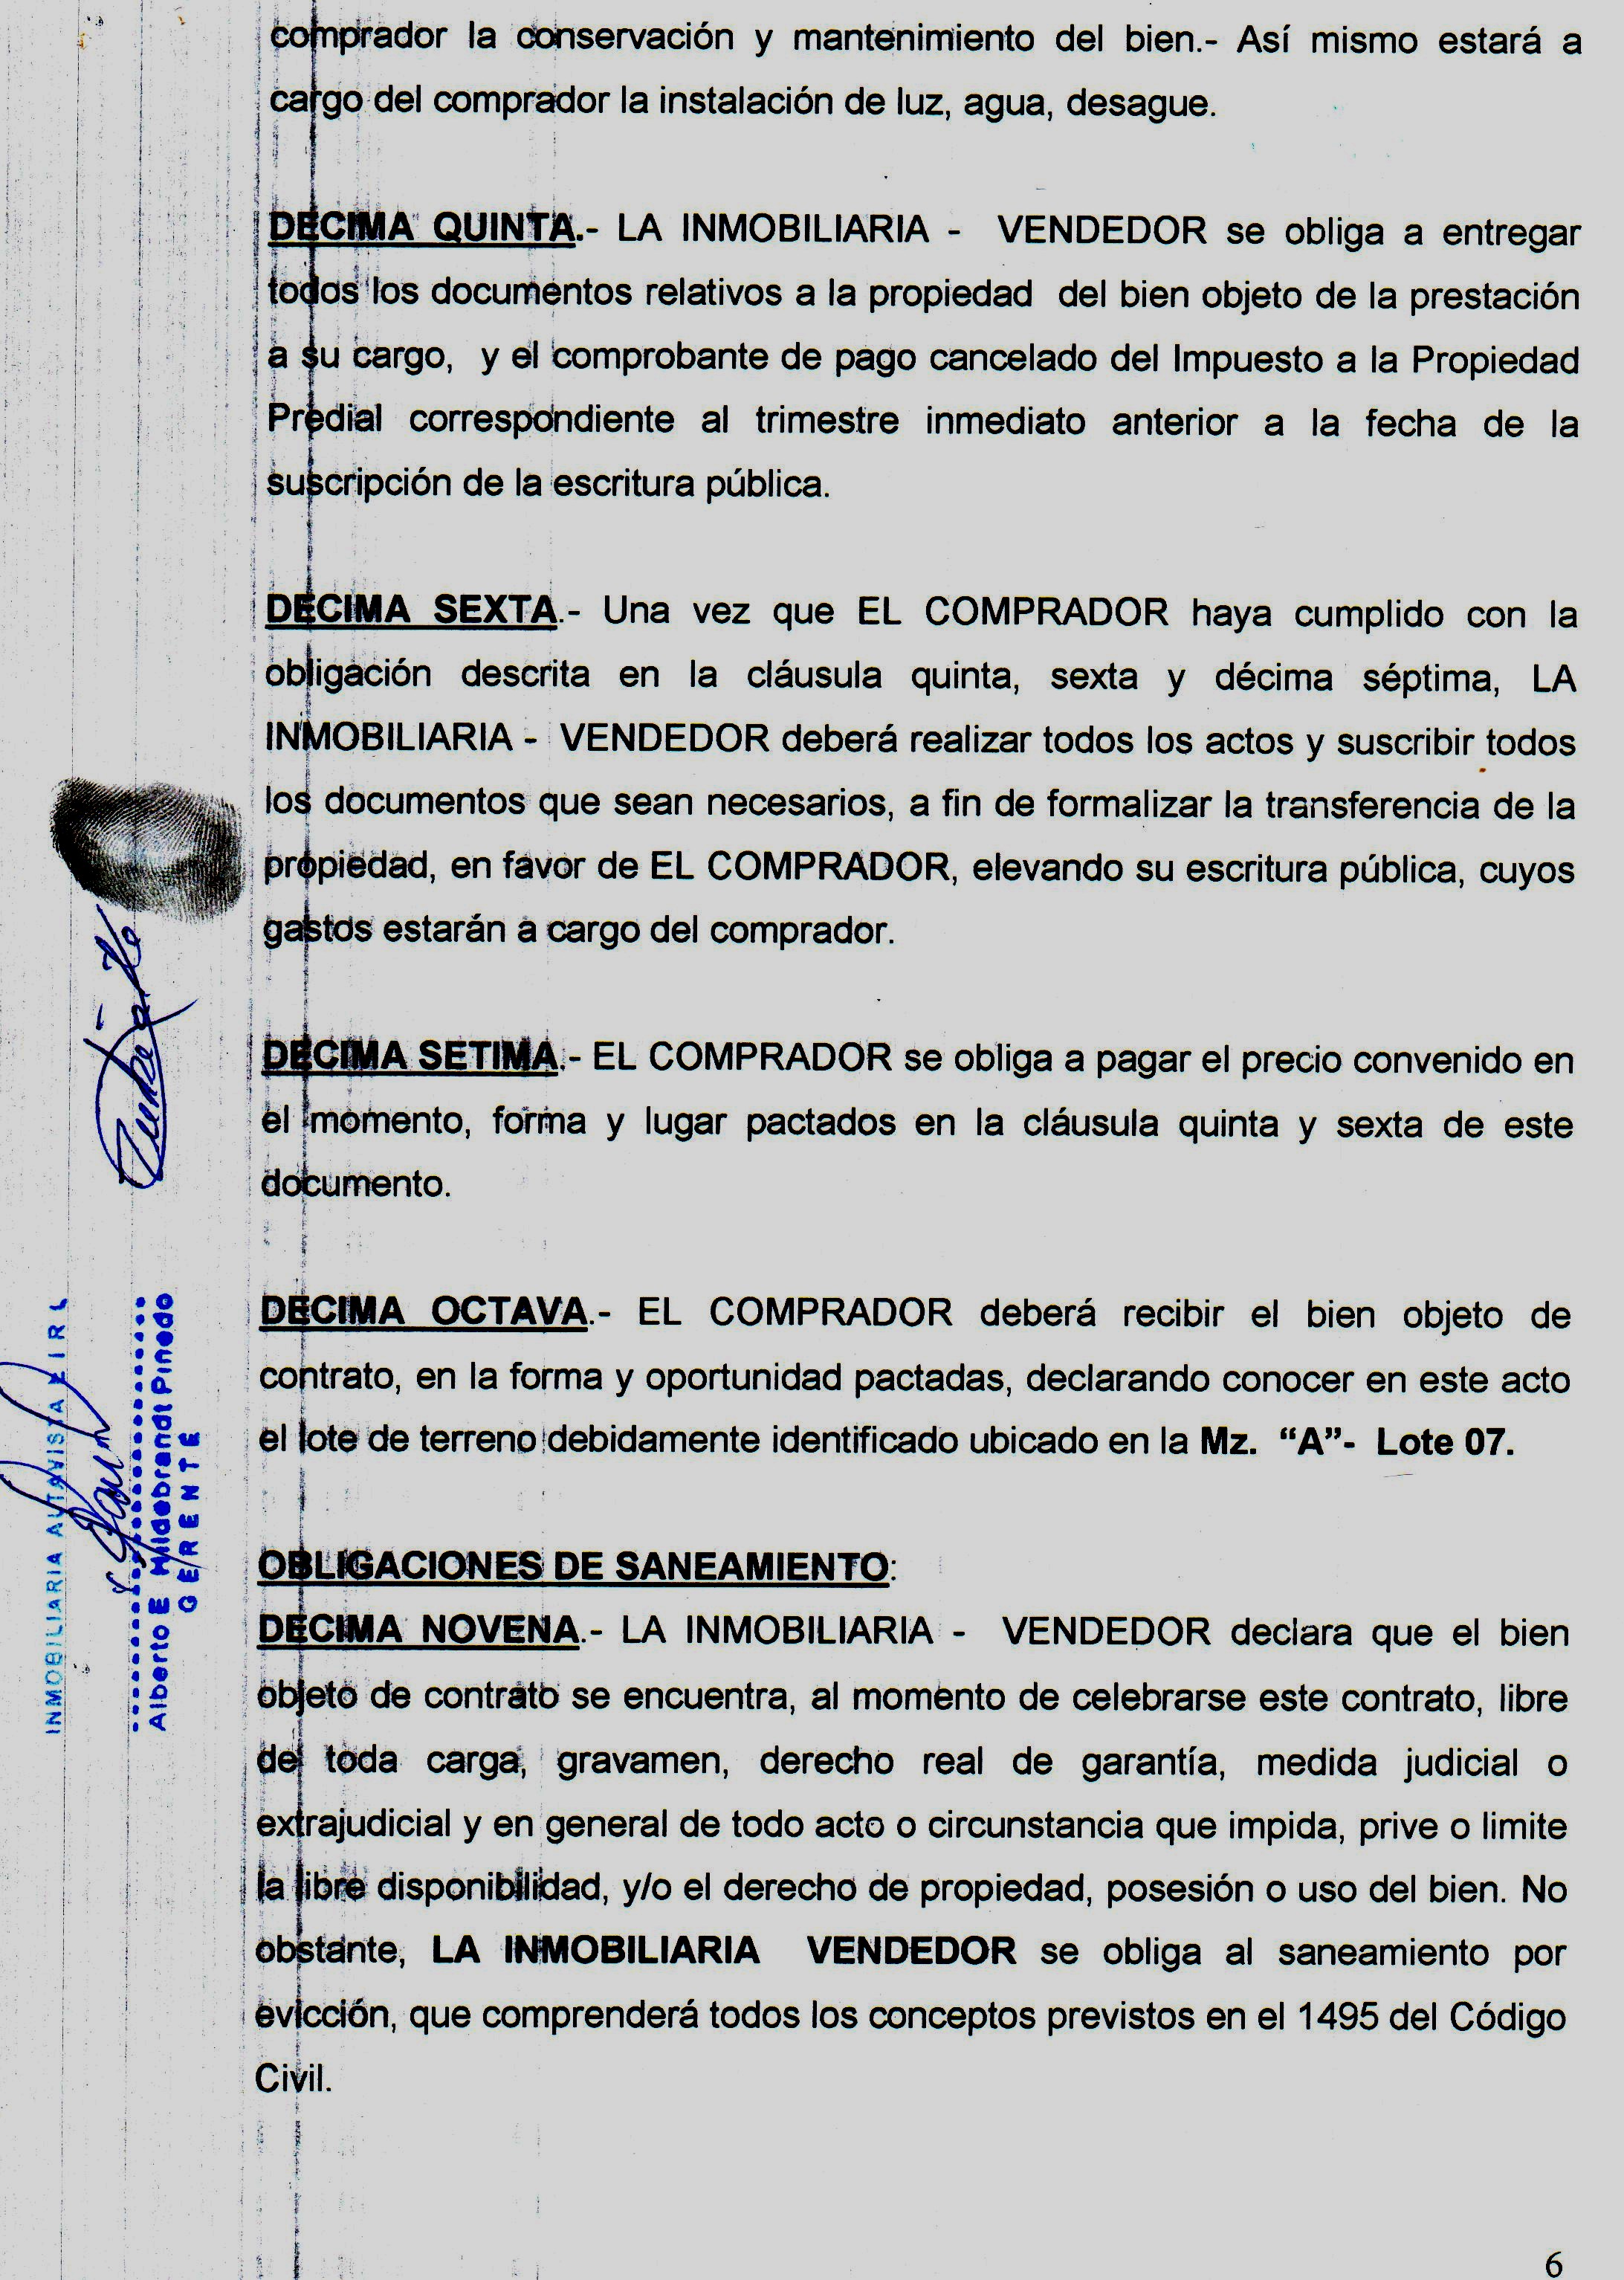 comprador la conservación y mantenimiento del bien.- Así mismo estará a
cargo del comprador la instalación de luz, agua, desague.
DECIMA QUINTA.- LA INMOBILIARIA - VENDEDOR se obliga a entregar
todos los documentos relativos a la propiedad del bien objeto de la prestación
a su cargo, y el comprobante de pago cancelado del Impuesto a la Propiedad
Predial correspondiente al trimestre inmediato anterior a la fecha de la
suscripción de la escritura pública.
DECIMA SEXTA.- Una vez que EL COMPRADOR haya cumplido con la
obligación descrita en la cláusula quinta, sexta y décima séptima, LA
INMOBILIARIA - VENDEDOR deberá realizar todos los actos y suscribir todos
los documentos que sean necesarios, a fin de formalizar la transferencia de la
propiedad, en favor de EL COMPRADOR, elevando su escritura pública, cuyos
gastos estarán a cargo del comprador.
DECIMA SETIMA.- EL COMPRADOR se obliga a pagar el precio convenido en
el momento, forma y lugar pactados en la cláusula quinta y sexta de este
documento.
DECIMA OCTAVA.- EL COMPRADOR deberá recibir el bien objeto de
contrato, en la forma y oportunidad pactadas, declarando conocer en este acto
el lote de terreno debidamente identificado ubicado en la Mz. “A”- Lote 07.
OBLIGACIONES DE SANEAMIENTO:
DECIMA NOVENA.- LA INMOBILIARIA - VENDEDOR declara que el bien
objeto de contrato se encuentra, al momento de celebrarse este contrato, libre
de toda carga, gravamen, derecho real de garantía, medida judicial o
extrajudicial y en general de todo acto o circunstancia que impida, prive o limite
la libre disponibilidad, y/o el derecho de propiedad, posesión o uso del bien. No
obstante, LA INMOBILIARIA VENDEDOR se obliga al saneamiento por
evicción, que comprenderá todos los conceptos previstos en el 1495 del Código
Civil.
INMOBILIARIA AUTAVISTA E I R L
Alberto E Hildebrandt Pinedo
GERENTE
6